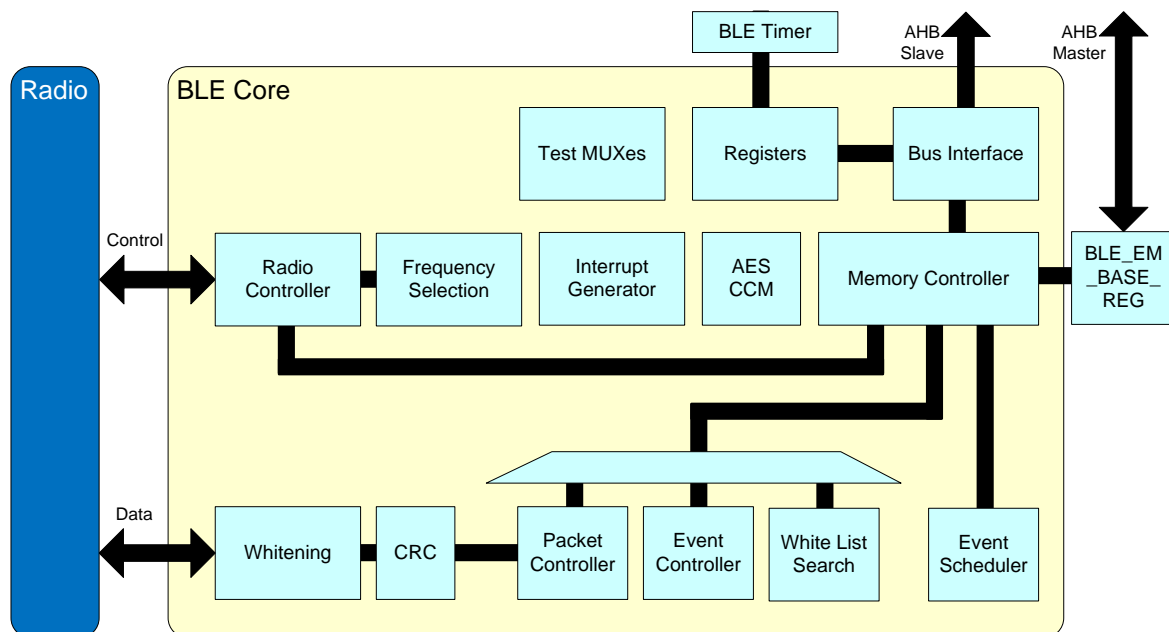 BLE Timer
AHB
Slave
AHB
Master
Radio
BLE Core
Test MUXes
Registers
Bus Interface
Control
Radio
Controller
Frequency
Selection
Interrupt
Generator
AES
CCM
Memory Controller
BLE_EM
_BASE_
REG
Data
Whitening
CRC
Packet
Controller
Event
Controller
White List
Search
Event
Scheduler